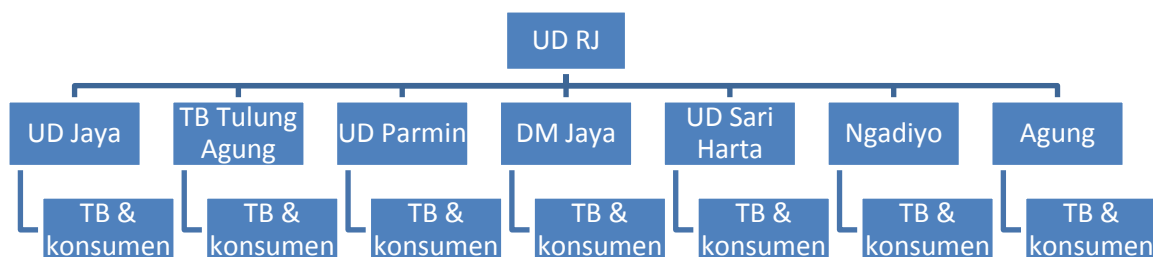 UD RJ
UD Jaya
TB Tulung
Agung
UD Parmin
DM Jaya
UD Sari
Harta
Ngadiyo
Agung
TB &
konsumen
TB &
konsumen
TB &
konsumen
TB &
konsumen
TB &
konsumen
TB &
konsumen
TB &
konsumen